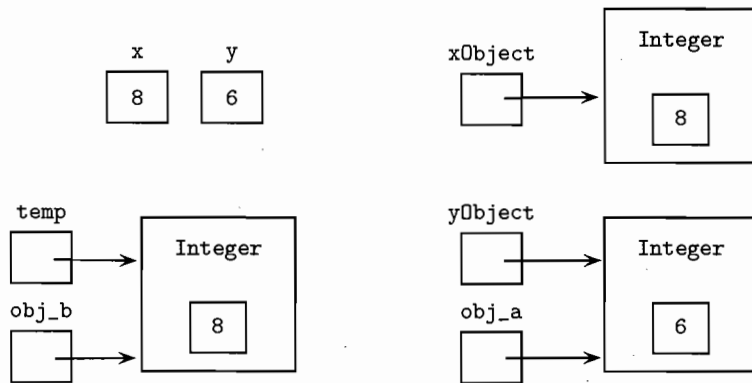 x y
8 6
xObject
Integer
8
temp
Integer
obj_b
8
yObject
Integer
obj_a
6